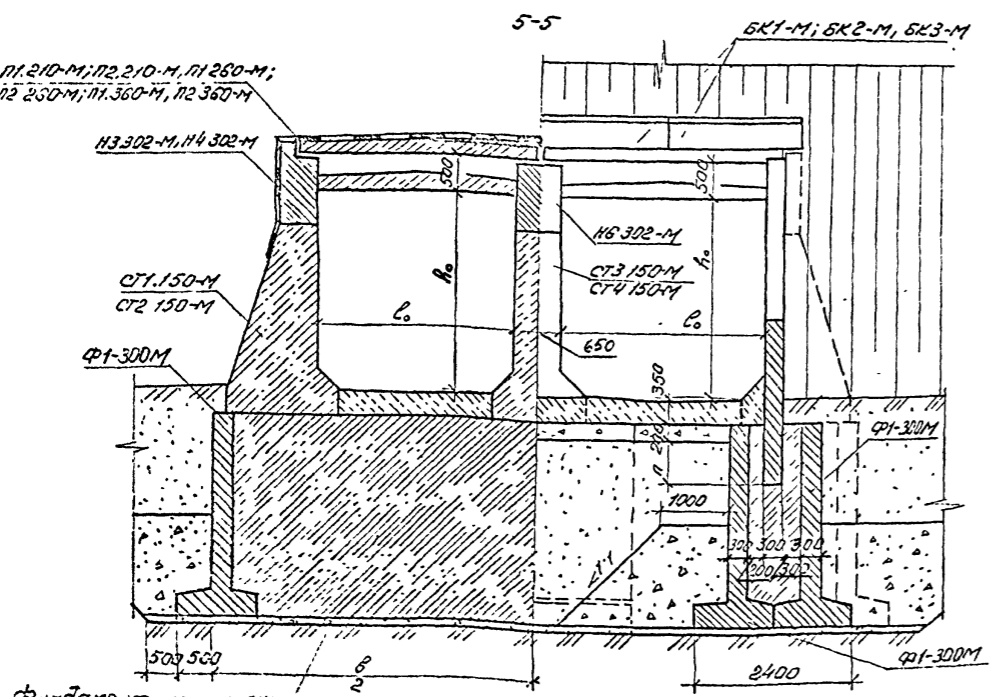 5-5
БК1-М; БК2-М, БК3-М
П1.210-М; П2.210-М, П1 260-М;
П2 260-М; П1.360-М, П2 360-М
Н3.302-М, Н4 302-М
500
500
Н6 302-М
h₀
h₀
СТ3 150-М
СТ4 150-М
СТ1.150-М
СТ2 150-М
l₀
l₀
650
Ф1-300М
350
Ф1-300М
200
п
1000
300 300 300
200 300
1:1
500 500
В
2
2400
Ф1-300М